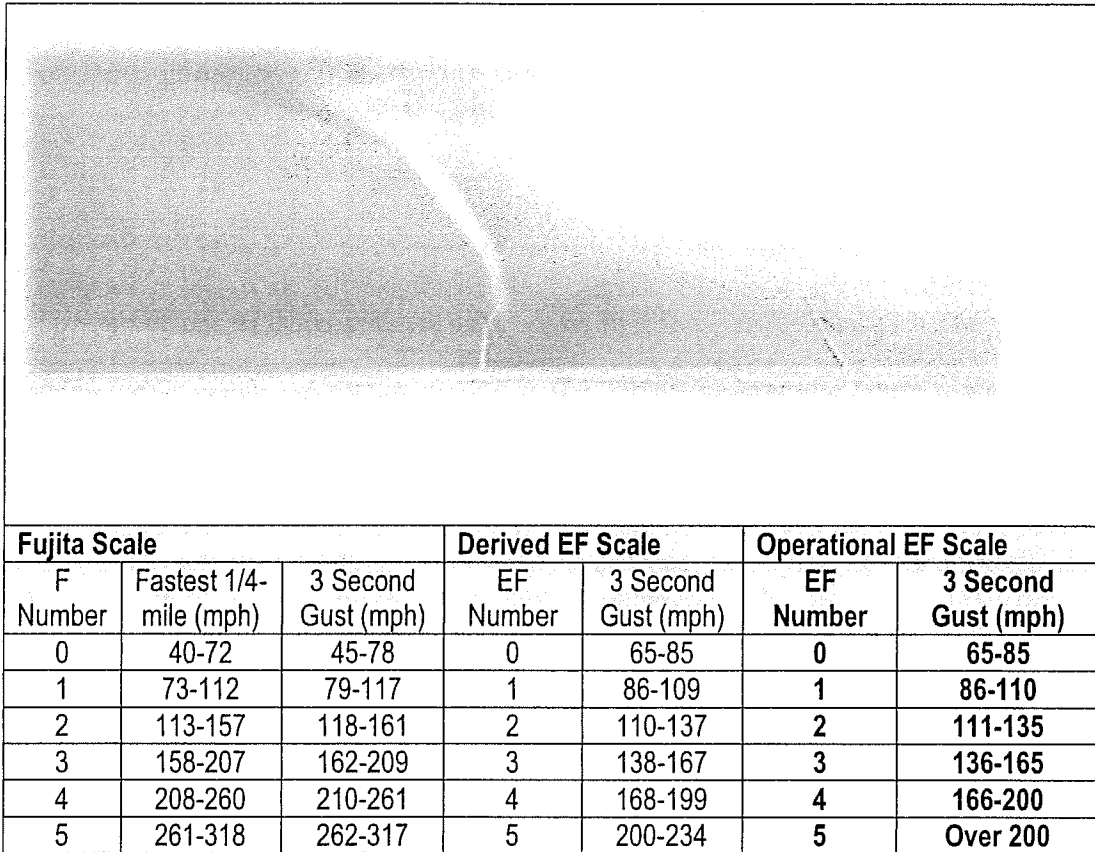 Fujita Scale Derived EF Scale Operational EF Scale
F Number Fastest 1/4-mile (mph) 3 Second Gust (mph) EF Number 3 Second Gust (mph) EF Number 3 Second Gust (mph)
0 40-72 45-78 0 65-85 0 65-85
1 73-112 79-117 1 86-109 1 86-110
2 113-157 118-161 2 110-137 2 111-135
3 158-207 162-209 3 138-167 3 136-165
4 208-260 210-261 4 168-199 4 166-200
5 261-318 262-317 5 200-234 5 Over 200